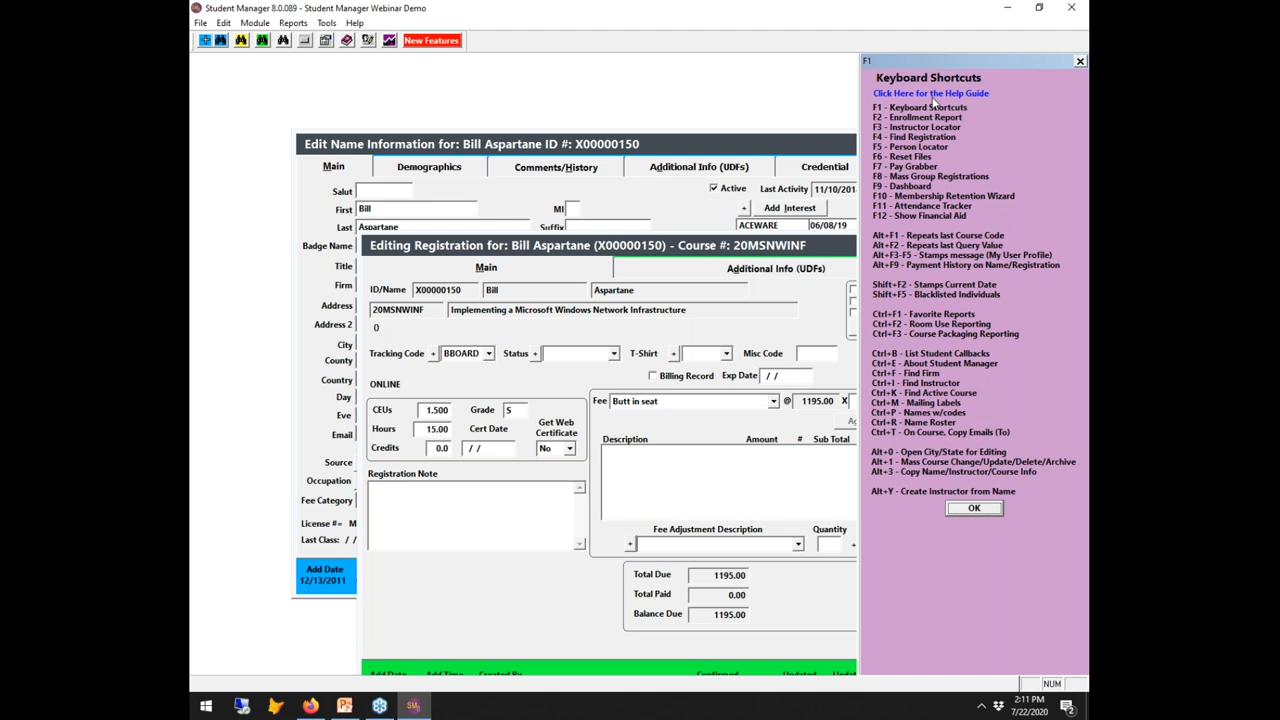 Student Manager 8.0.089 - Student Manager Webinar Demo
File Edit Module Reports Tools Help
New Features
Edit Name Information for: Bill Aspartane ID #: X00000150
Main Demographics Comments/History Additional Info (UDFs) Credential
Salut
Active Last Activity 11/10/201
First Bill MI + Add Interest
Last Aspartane Suffix ACEWARE 06/08/19
Badge Name
Title
Firm
Address
Address 2
City
County
Country
Day
Eve
Email
Source
Occupation
Fee Category
License #= M
Last Class: / /
Add Date
12/13/2011
Editing Registration for: Bill Aspartane (X00000150) - Course #: 20MSNWINF
Main Additional Info (UDFs)
ID/Name X00000150 Bill Aspartane
20MSNWINF Implementing a Microsoft Windows Network Infrastructure
0
Tracking Code + BBOARD Status + T-Shirt + Misc Code
Billing Record Exp Date / /
ONLINE
Fee Butt in seat @ 1195.00 X
CEUs 1.500 Grade S
Hours 15.00 Cert Date
Credits 0.0 / /
Get Web
Certificate
No
Ag
Description Amount # Sub Total
Registration Note
Fee Adjustment Description Quantity
+ +
Total Due 1195.00
Total Paid 0.00
Balance Due 1195.00
Add Date Add Time Created By Confirmed Updated
F1
Keyboard Shortcuts
Click Here for the Help Guide
F1 - Keyboard Shortcuts
F2 - Enrollment Report
F3 - Instructor Locator
F4 - Find Registration
F5 - Person Locator
F6 - Reset Files
F7 - Pay Grabber
F8 - Mass Group Registrations
F9 - Dashboard
F10 - Membership Retention Wizard
F11 - Attendance Tracker
F12 - Show Financial Aid
Alt+F1 - Repeats last Course Code
Alt+F2 - Repeats last Query Value
Alt+F3-F5 - Stamps message (My User Profile)
Alt+F9 - Payment History on Name/Registration
Shift+F2 - Stamps Current Date
Shift+F5 - Blacklisted Individuals
Ctrl+F1 - Favorite Reports
Ctrl+F2 - Room Use Reporting
Ctrl+F3 - Course Packaging Reporting
Ctrl+B - List Student Callbacks
Ctrl+E - About Student Manager
Ctrl+F - Find Firm
Ctrl+I - Find Instructor
Ctrl+K - Find Active Course
Ctrl+M - Mailing Labels
Ctrl+P - Names w/codes
Ctrl+R - Name Roster
Ctrl+T - On Course, Copy Emails (To)
Alt+0 - Open City/State for Editing
Alt+1 - Mass Course Change/Update/Delete/Archive
Alt+3 - Copy Name/Instructor/Course Info
Alt+Y - Create Instructor from Name
OK
NUM
SM
2:11 PM
7/22/2020
2